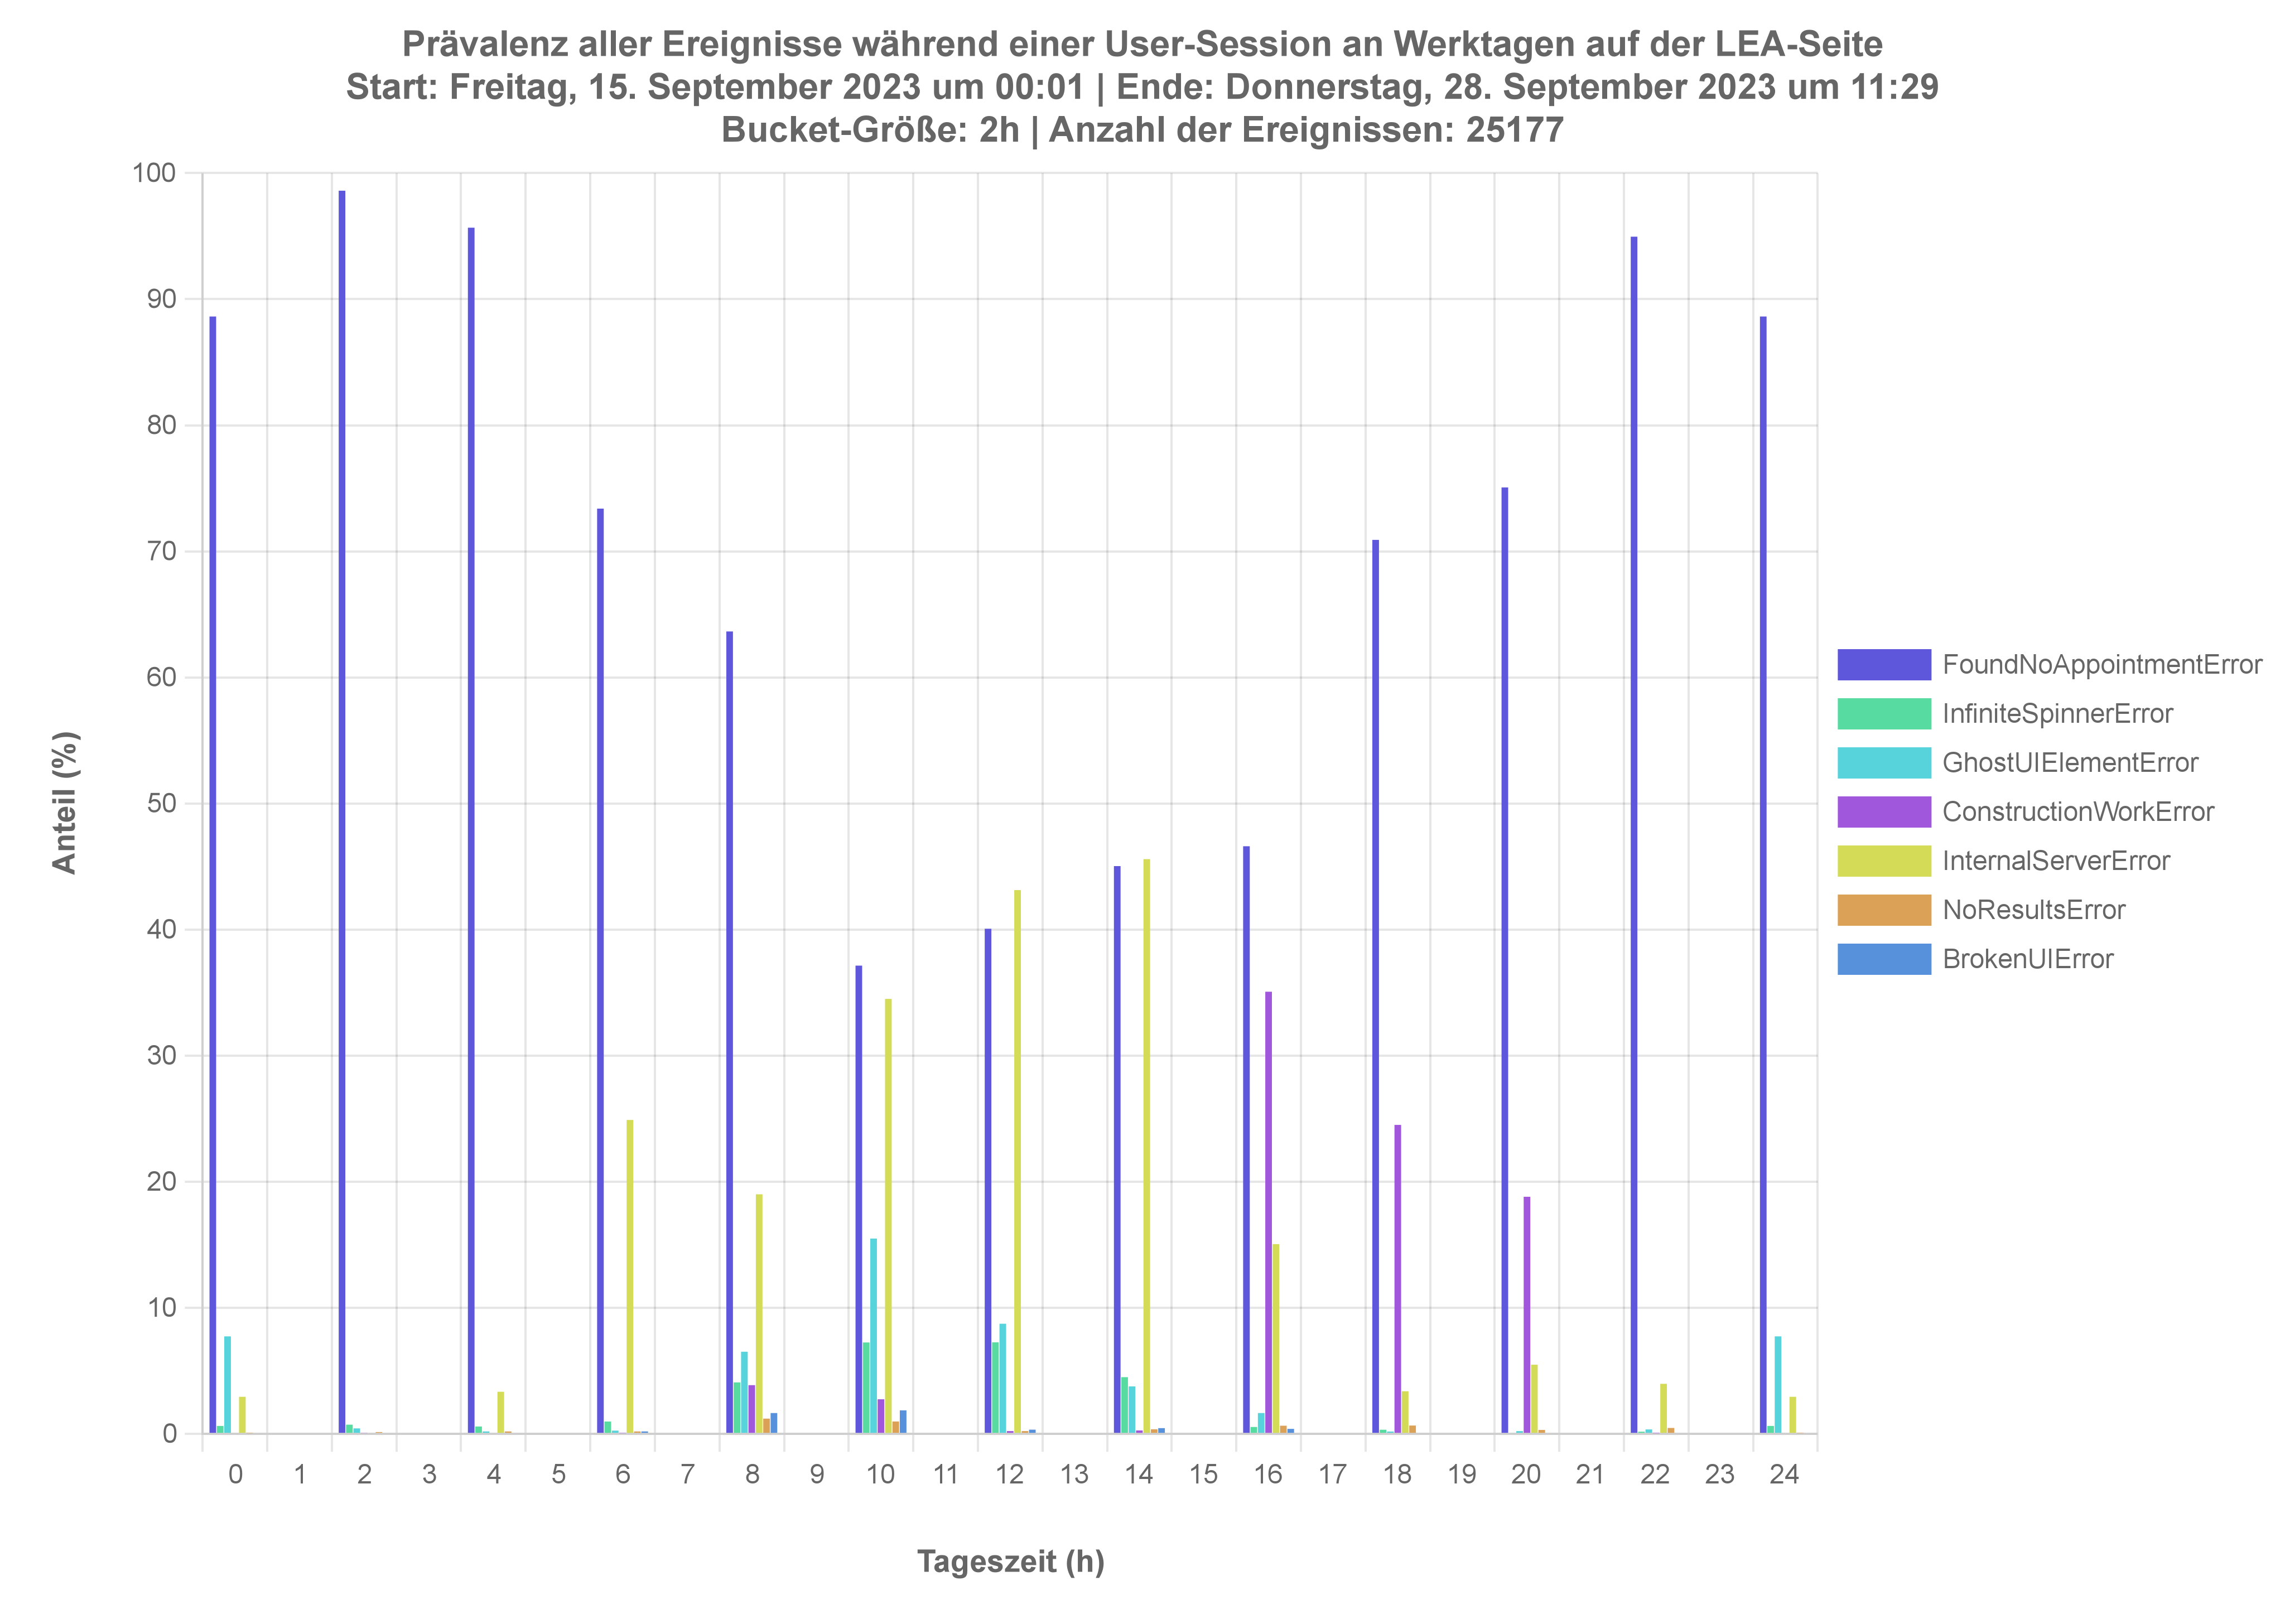 Prävalenz aller Ereignisse während einer User-Session an Werktagen auf der LEA-Seite
Start: Freitag, 15. September 2023 um 00:01 | Ende: Donnerstag, 28. September 2023 um 11:29
Bucket-Größe: 2h | Anzahl der Ereignissen: 25177
100
90
80
70
60
50
40
30
20
10
0
Anteil (%)
0 1 2 3 4 5 6 7 8 9 10 11 12 13 14 15 16 17 18 19 20 21 22 23 24
Tageszeit (h)
FoundNoAppointmentError
InfiniteSpinnerError
GhostUIElementError
ConstructionWorkError
InternalServerError
NoResultsError
BrokenUIError